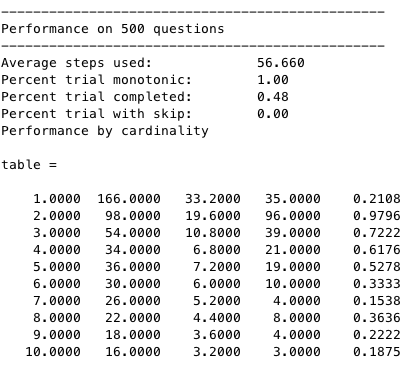 ------------------------------------------------
Performance on 500 questions
------------------------------------------------
Average steps used: 56.660
Percent trial monotonic: 1.00
Percent trial completed: 0.48
Percent trial with skip: 0.00
Performance by cardinality
table =
1.0000 166.0000 33.2000 35.0000 0.2108
2.0000 98.0000 19.6000 96.0000 0.9796
3.0000 54.0000 10.8000 39.0000 0.7222
4.0000 34.0000 6.8000 21.0000 0.6176
5.0000 36.0000 7.2000 19.0000 0.5278
6.0000 30.0000 6.0000 10.0000 0.3333
7.0000 26.0000 5.2000 4.0000 0.1538
8.0000 22.0000 4.4000 8.0000 0.3636
9.0000 18.0000 3.6000 4.0000 0.2222
10.0000 16.0000 3.2000 3.0000 0.1875